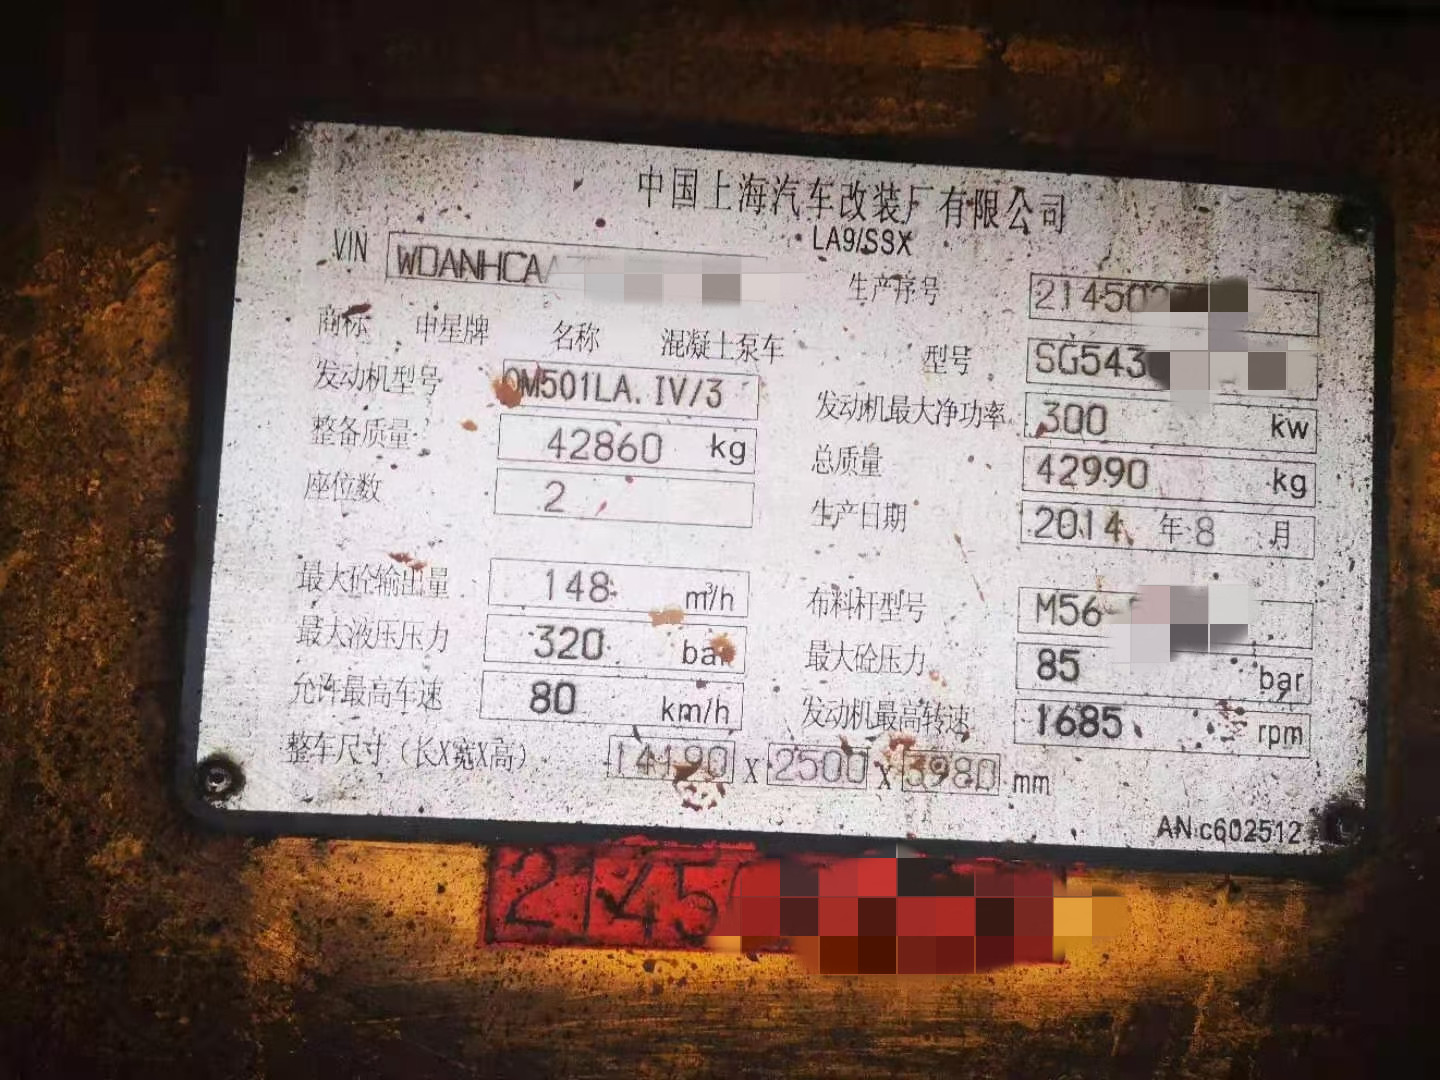 中国上海汽车改装厂有限公司
LA9/SSX
VIN WDANHCA
生产序号 21450
商标 申星牌 名称 混凝土泵车
型号 SG543
发动机型号 OM501LA.IV/3
发动机最大净功率 300 kw
整备质量 42860 kg
总质量 42990 kg
座位数 2
生产日期 2014 年 8 月
最大砼输出量 148 m³/h
布料杆型号 M56-
最大液压压力 320 bar
最大砼压力 85 bar
允许最高车速 80 km/h
发动机最高转速 1685 rpm
整车尺寸（长X宽X高） 14190 X 2500 X 3980 mm
AN c602512
2145